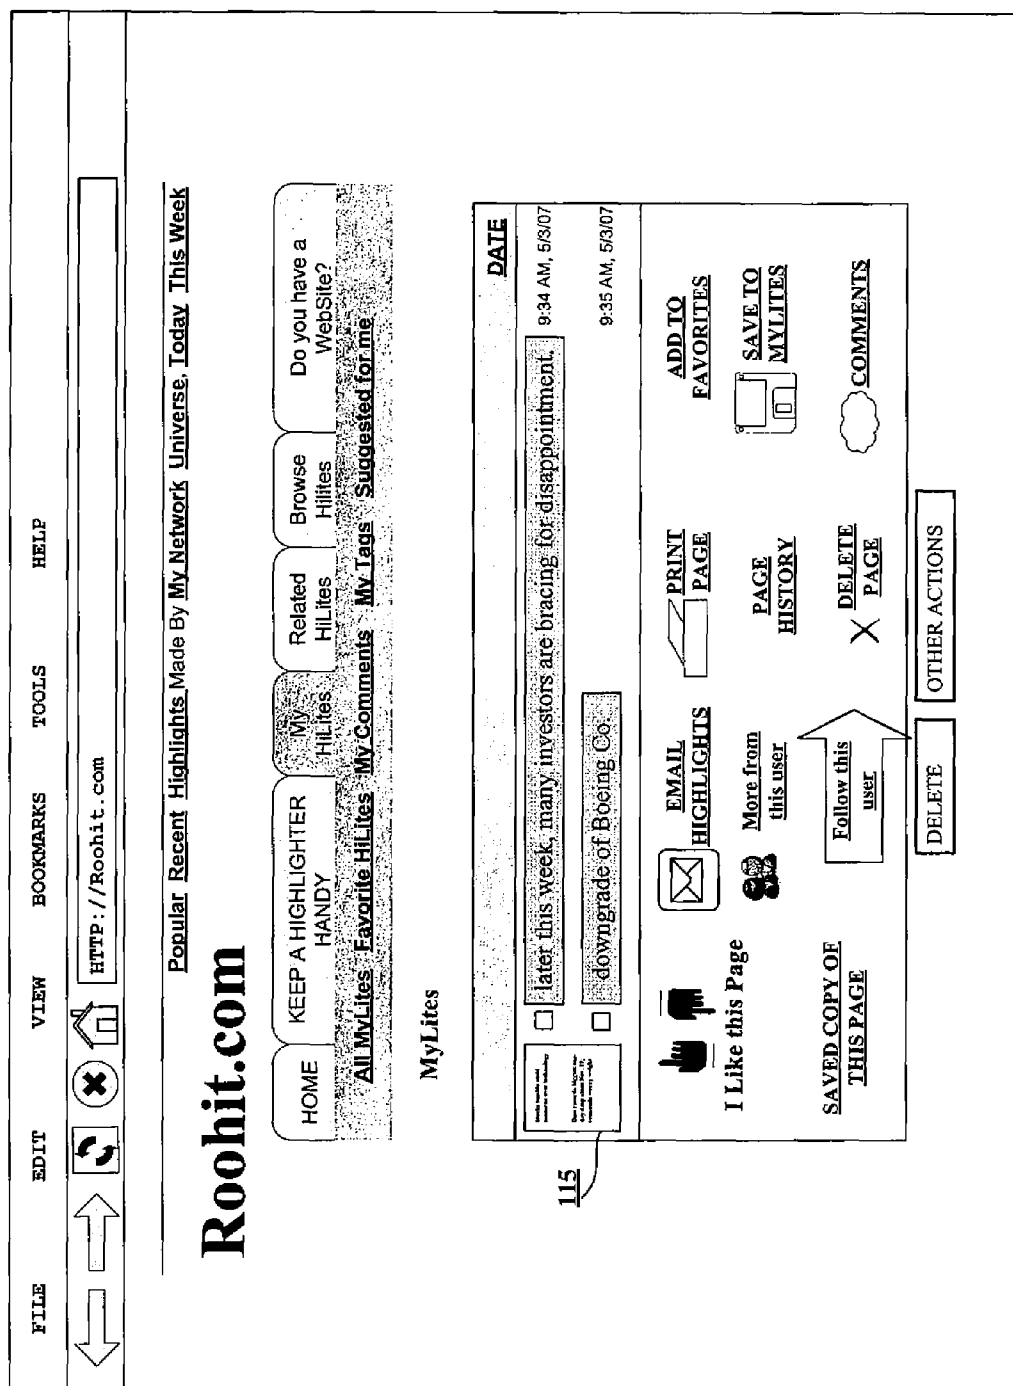 FILE EDIT VIEW BOOKMARKS TOOLS HELP
HTTP://Roohit.com
Popular Recent Highlights Made By My Network Universe, Today This Week
Roohit.com
HOME
KEEP A HIGHLIGHTER
HANDY
My
HiLites
Related
HiLites
Browse
Hilites
Do you have a
WebSite?
All MyLites Favorite HiLites My Comments My Tags Suggested for me
MyLites
DATE
115
later this week, many investors are bracing for disappointment.
9:34 AM, 5/3/07
downgrade of Boeing Co.
9:35 AM, 5/3/07
I Like this Page
EMAIL
HIGHLIGHTS
PRINT
PAGE
ADD TO
FAVORITES
More from
this user
PAGE
HISTORY
SAVE TO
MYLITES
SAVED COPY OF
THIS PAGE
Follow this
user
X DELETE
PAGE
COMMENTS
DELETE
OTHER ACTIONS